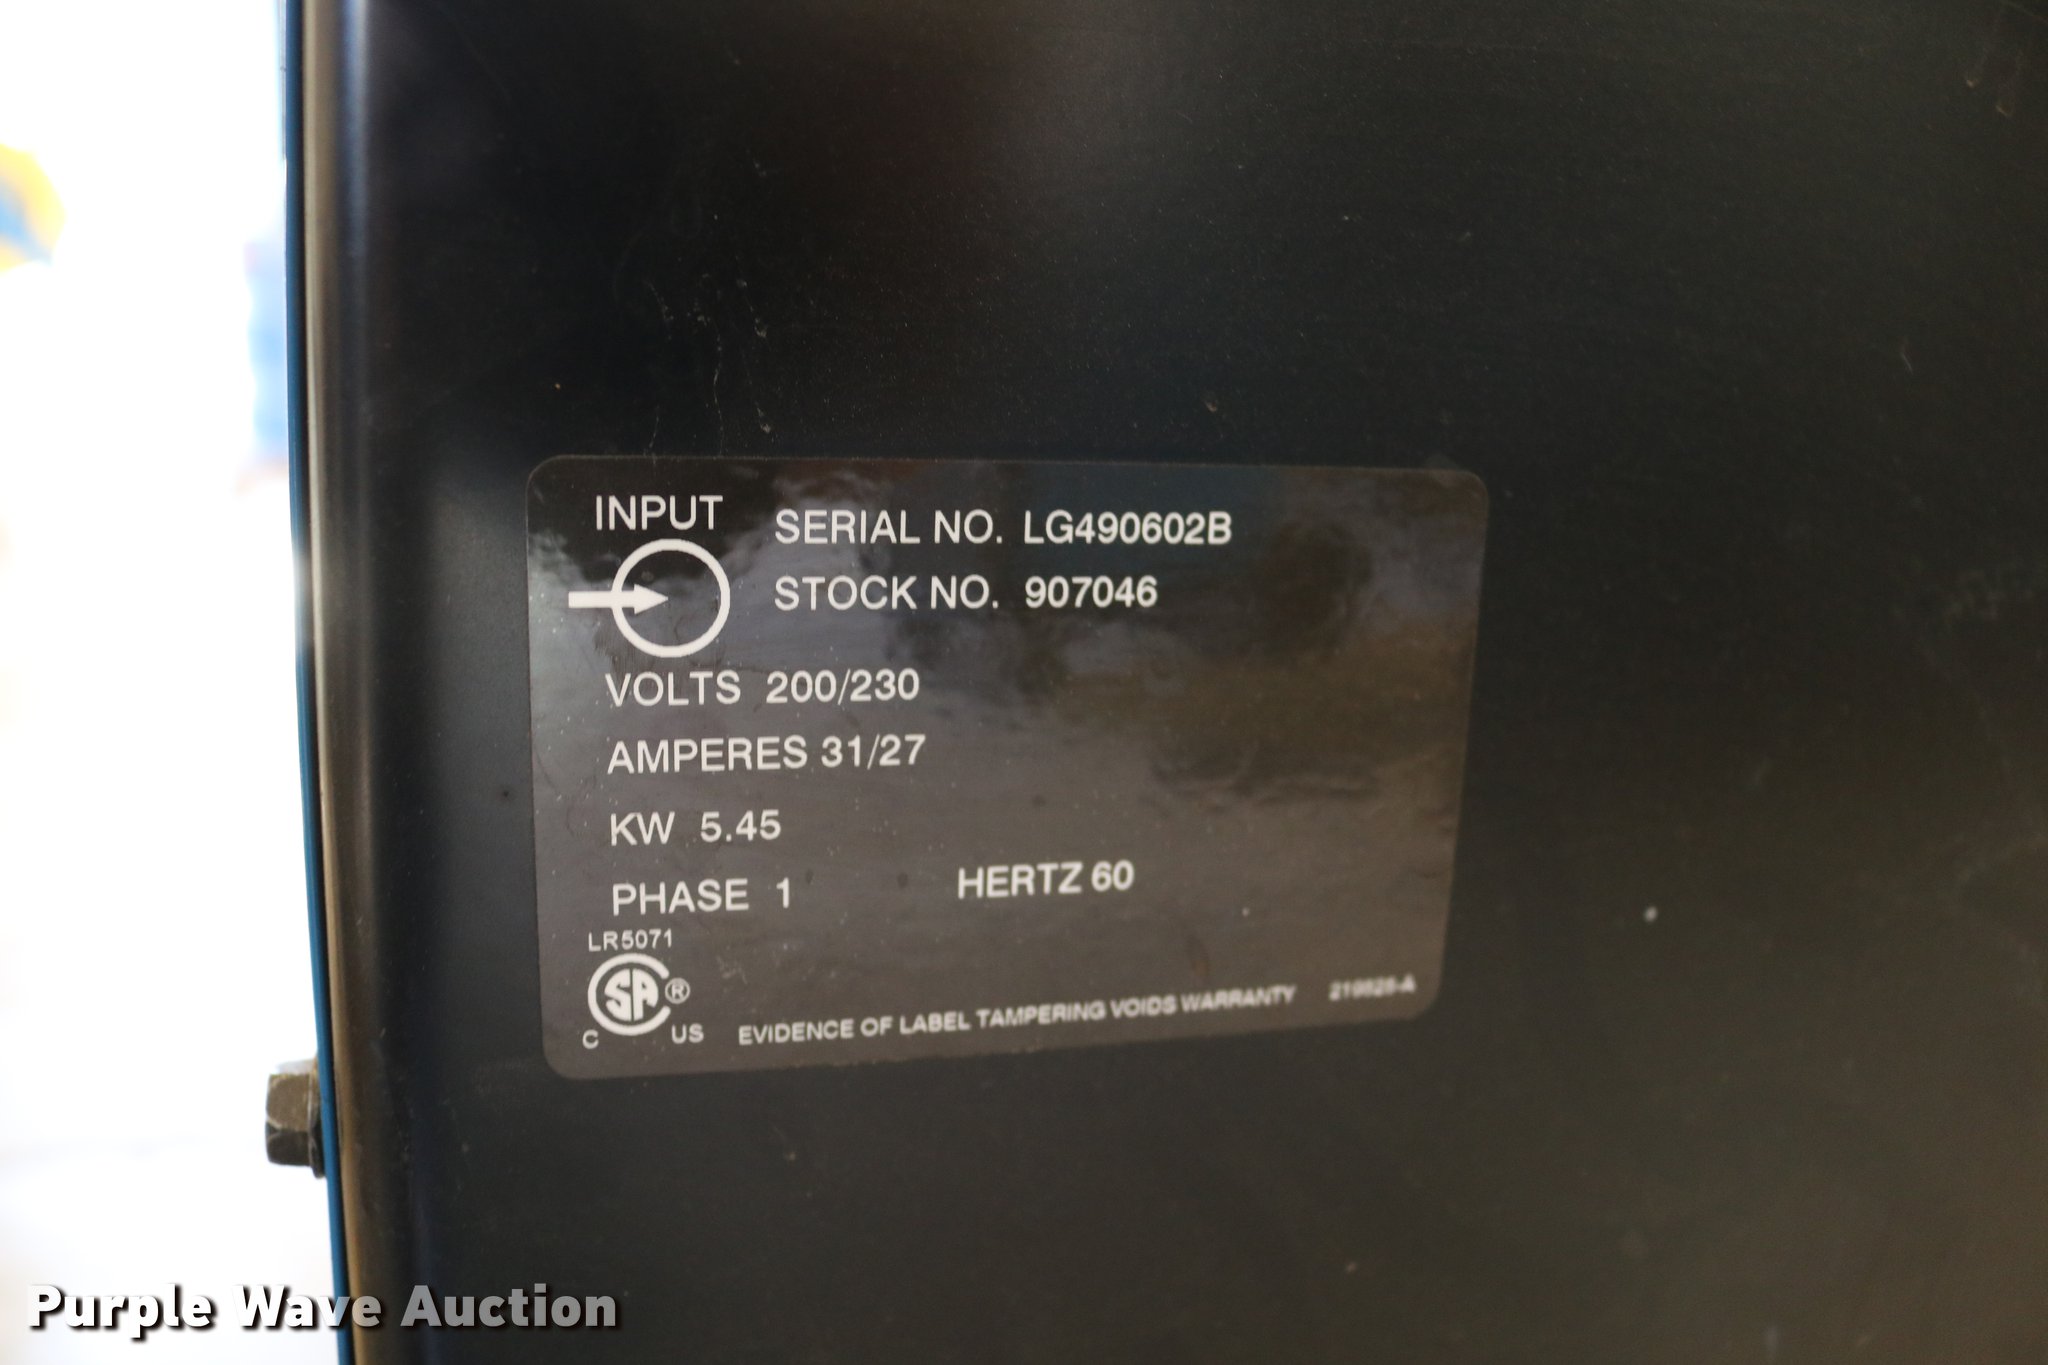 INPUT
SERIAL NO. LG490602B
STOCK NO. 907046
VOLTS 200/230
AMPERES 31/27
KW 5.45
PHASE 1 HERTZ 60
LR5071
SA ®
C US
EVIDENCE OF LABEL TAMPERING VOIDS WARRANTY
Purple Wave Auction